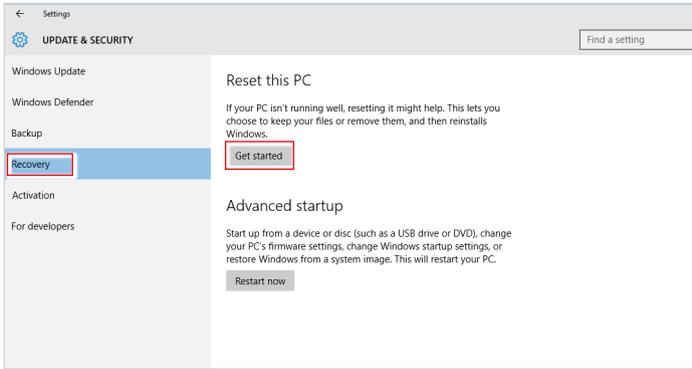 Settings
UPDATE & SECURITY
Find a setting
Windows Update
Windows Defender
Backup
Recovery
Activation
For developers
Reset this PC
If your PC isn't running well, resetting it might help. This lets you
choose to keep your files or remove them, and then reinstalls
Windows.
Get started
Advanced startup
Start up from a device or disc (such as a USB drive or DVD), change
your PC's firmware settings, change Windows startup settings, or
restore Windows from a system image. This will restart your PC.
Restart now